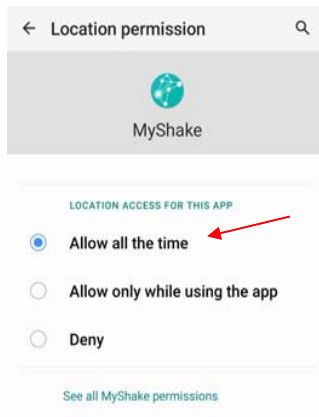 Location permission
MyShake
LOCATION ACCESS FOR THIS APP
Allow all the time
Allow only while using the app
Deny
See all MyShake permissions